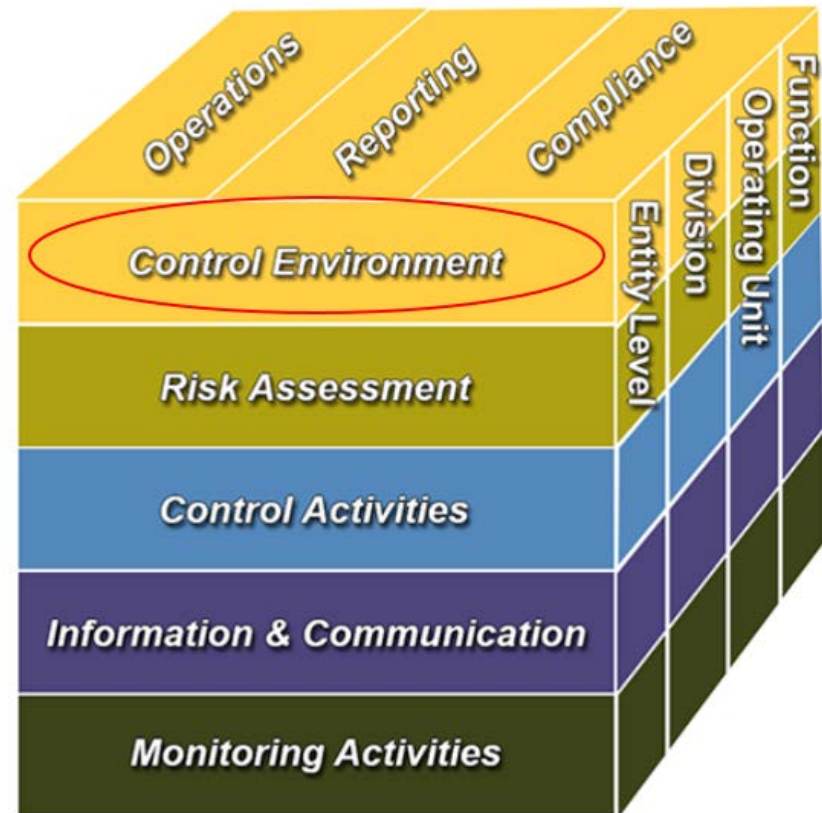 Operations
Reporting
Compliance
Control Environment
Risk Assessment
Control Activities
Information & Communication
Monitoring Activities
Entity Level
Division
Operating Unit
Function